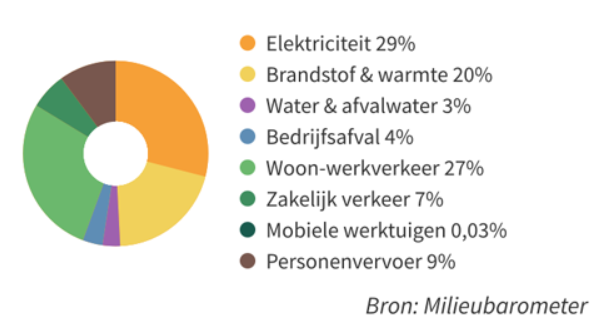 Elektriciteit 29%
Brandstof & warmte 20%
Water & afvalwater 3%
Bedrijfsafval 4%
Woon-werkverkeer 27%
Zakelijk verkeer 7%
Mobiele werktuigen 0,03%
Personenvervoer 9%
Bron: Milieubarometer